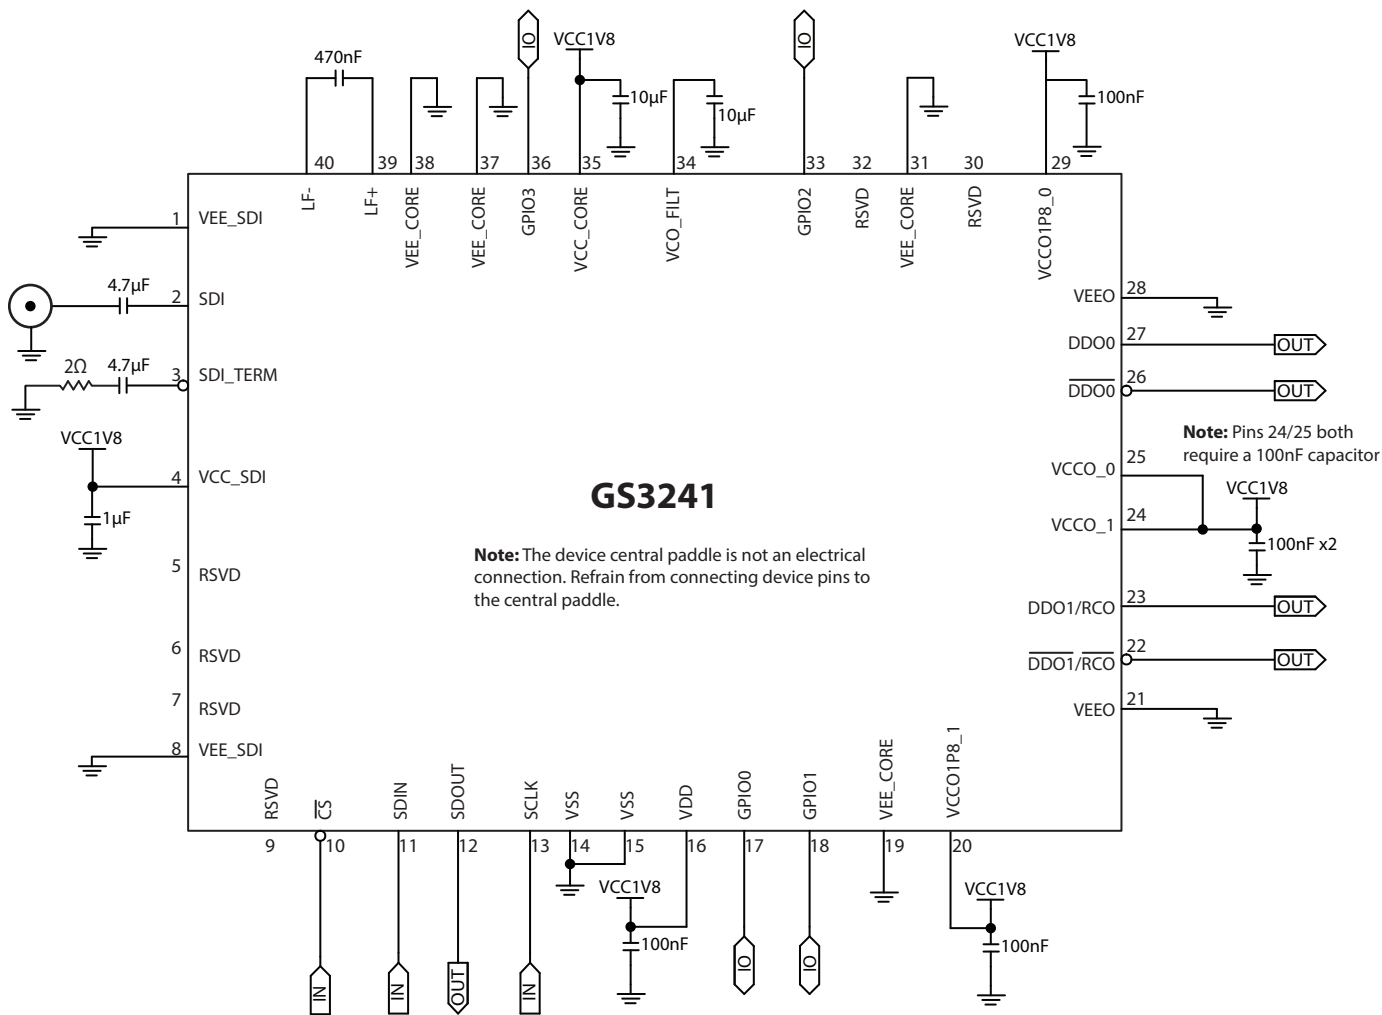 470nF
IO
VCC1V8
10μF
10μF
IO
VCC1V8
100nF
40
39
38
37
36
35
34
33
32
31
30
29
LF-
LF+
VEE_CORE
VEE_CORE
GPIO3
VCC_CORE
VCO_FILT
GPIO2
RSVD
VEE_CORE
RSVD
VCCO1P8_0
1 VEE_SDI
4.7μF
2 SDI
2Ω 4.7μF
3 SDI_TERM
VCC1V8
4 VCC_SDI
1μF
5 RSVD
6 RSVD
7 RSVD
8 VEE_SDI
GS3241
Note: The device central paddle is not an electrical
connection. Refrain from connecting device pins to
the central paddle.
VEEO 28
DDO0 27 OUT
DDO0 26 OUT
Note: Pins 24/25 both
require a 100nF capacitor
VCCO_0 25
VCC1V8
VCCO_1 24
100nF x2
DDO1/RCO 23 OUT
DDO1/RCO 22 OUT
VEEO 21
RSVD
CS
SDIN
SDOUT
SCLK
VSS
VSS
VDD
GPIO0
GPIO1
VEE_CORE
VCCO1P8_1
9
10
11
12
13
14
15
16
17
18
19
20
VCC1V8
100nF
VCC1V8
100nF
IN
IN
OUT
IN
IO
IO